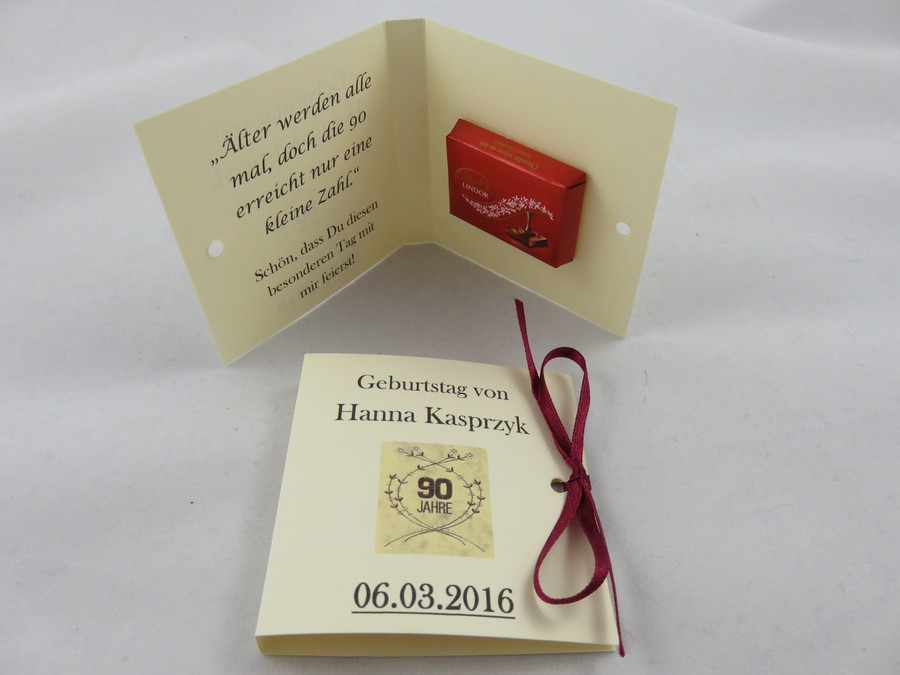 „Älter werden alle
mal, doch die 90
erreicht nur eine
kleine Zahl.“
Schön, dass Du diesen
besonderen Tag mit
mir feierst!
LINDOR
Geburtstag von
Hanna Kasprzyk
90
JAHRE
06.03.2016